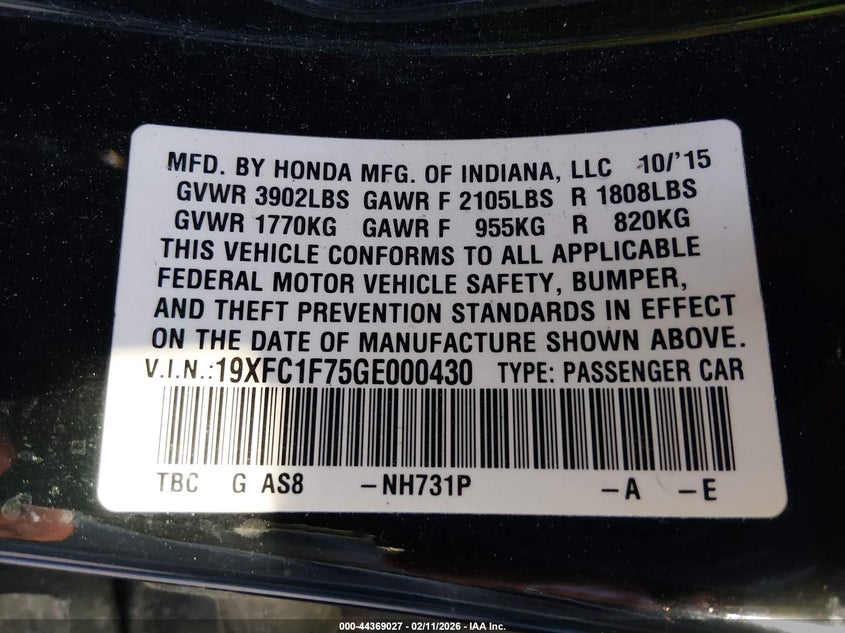 MFD. BY HONDA MFG. OF INDIANA, LLC 10/'15
GVWR 3902LBS GAWR F 2105LBS R 1808LBS
GVWR 1770KG GAWR F 955KG R 820KG
THIS VEHICLE CONFORMS TO ALL APPLICABLE
FEDERAL MOTOR VEHICLE SAFETY, BUMPER,
AND THEFT PREVENTION STANDARDS IN EFFECT
ON THE DATE OF MANUFACTURE SHOWN ABOVE.
V.I.N.:19XFC1F75GE000430 TYPE: PASSENGER CAR
TBC G AS8 -NH731P -A -E
000-44369027 - 02/11/2026 - IAA Inc.